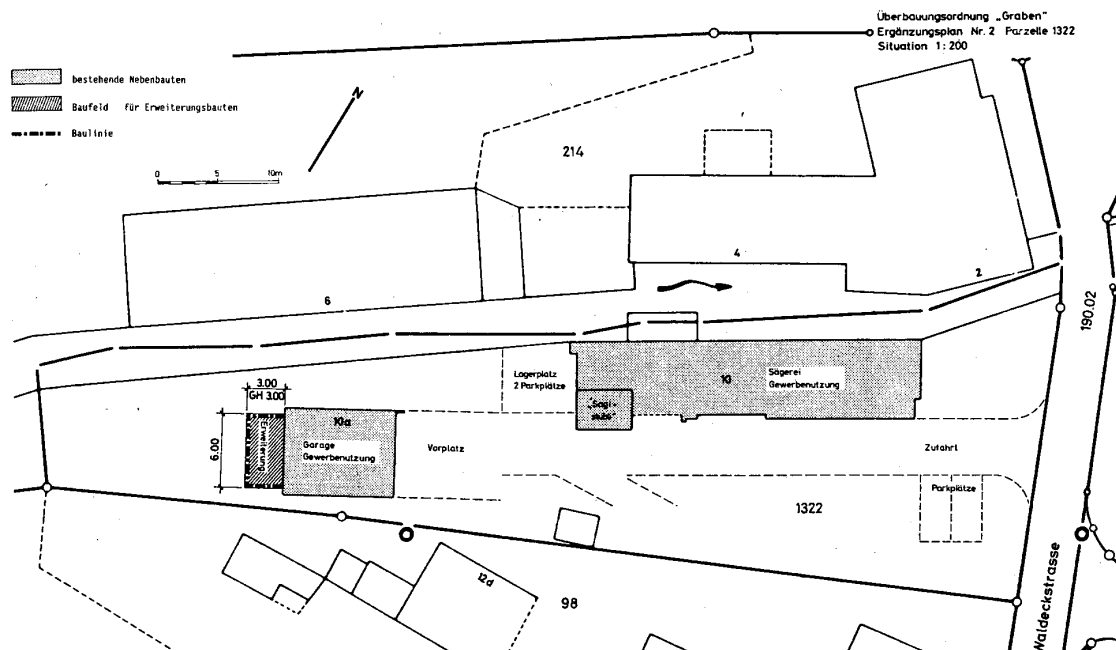 Überbauungsordnung „Graben"
Ergänzungsplan Nr. 2 Parzelle 1322
Situation 1:200
bestehende Nebenbauten
Baufeld für Erweiterungsbauten
Baulinie
N
0 5 10m
214
4
2
6
190.02
Lagerplatz
2 Parkplätze
10
Sägerei
Gewerbenutzung
"Sagi-
3.00
GH 3.00
6.00
Erweiterung
10a
Garage
Gewerbenutzung
Vorplatz
Zufahrt
Parkplätze
1322
12d
98
Waldeckstrasse